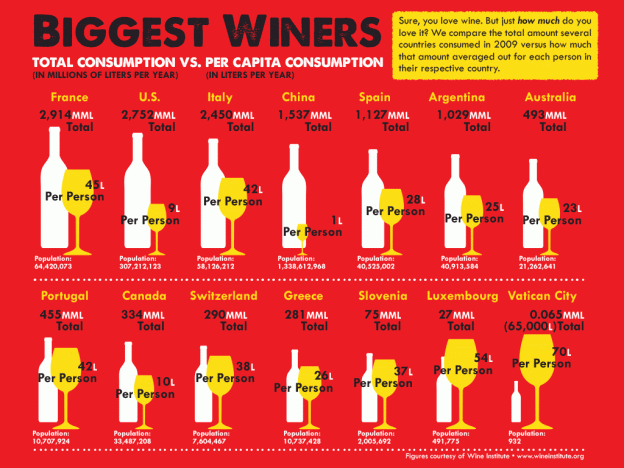 BIGGEST WINERS
TOTAL CONSUMPTION VS. PER CAPITA CONSUMPTION
(IN MILLIONS OF LITERS PER YEAR) (IN LITERS PER YEAR)
Sure, you love wine. But just how much do you
love it? We compare the total amount several
countries consumed in 2009 versus how much
that amount averaged out for each person in
their respective country.
France
2,914MML
Total
45L
Per Person
Population:
64,420,073
U.S.
2,752MML
Total
9L
Per Person
Population:
307,212,123
Italy
2,450MML
Total
42L
Per Person
Population:
58,126,212
China
1,537MML
Total
1L
Per Person
Population:
1,338,612,968
Spain
1,127MML
Total
28L
Per Person
Population:
40,525,002
Argentina
1,029MML
Total
25L
Per Person
Population:
40,913,584
Australia
493MML
Total
23L
Per Person
Population:
21,262,641
Portugal
455MML
Total
42L
Per Person
Population:
10,707,924
Canada
334MML
Total
10L
Per Person
Population:
33,487,208
Switzerland
290MML
Total
38L
Per Person
Population:
7,604,467
Greece
281MML
Total
26L
Per Person
Population:
10,737,428
Slovenia
75MML
Total
37L
Per Person
Population:
2,005,692
Luxembourg
27MML
Total
54L
Per Person
Population:
491,775
Vatican City
0.065MML
(65,000L)Total
70L
Per Person
Population:
932
Figures courtesy of Wine Institute • www.wineinstitute.org